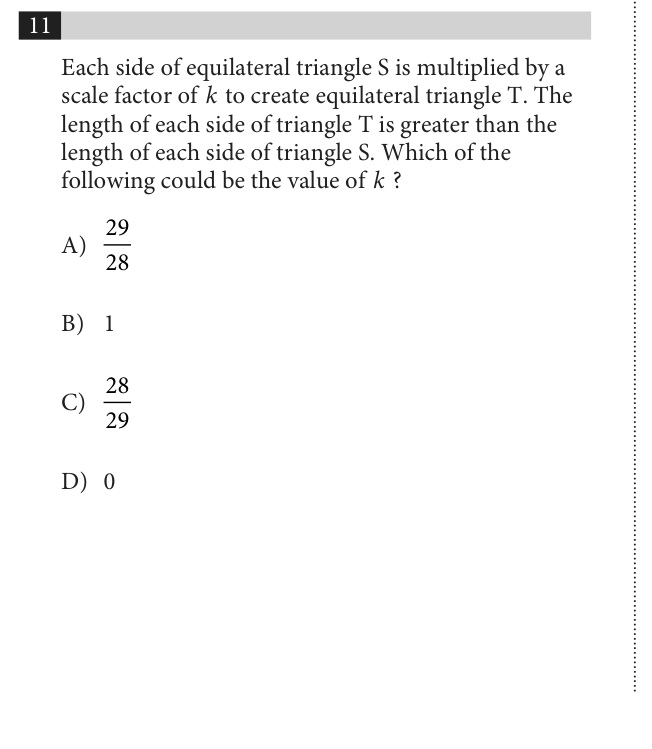 11
Each side of equilateral triangle S is multiplied by a
scale factor of k to create equilateral triangle T. The
length of each side of triangle T is greater than the
length of each side of triangle S. Which of the
following could be the value of k ?
A) 29/28
B) 1
C) 28/29
D) 0